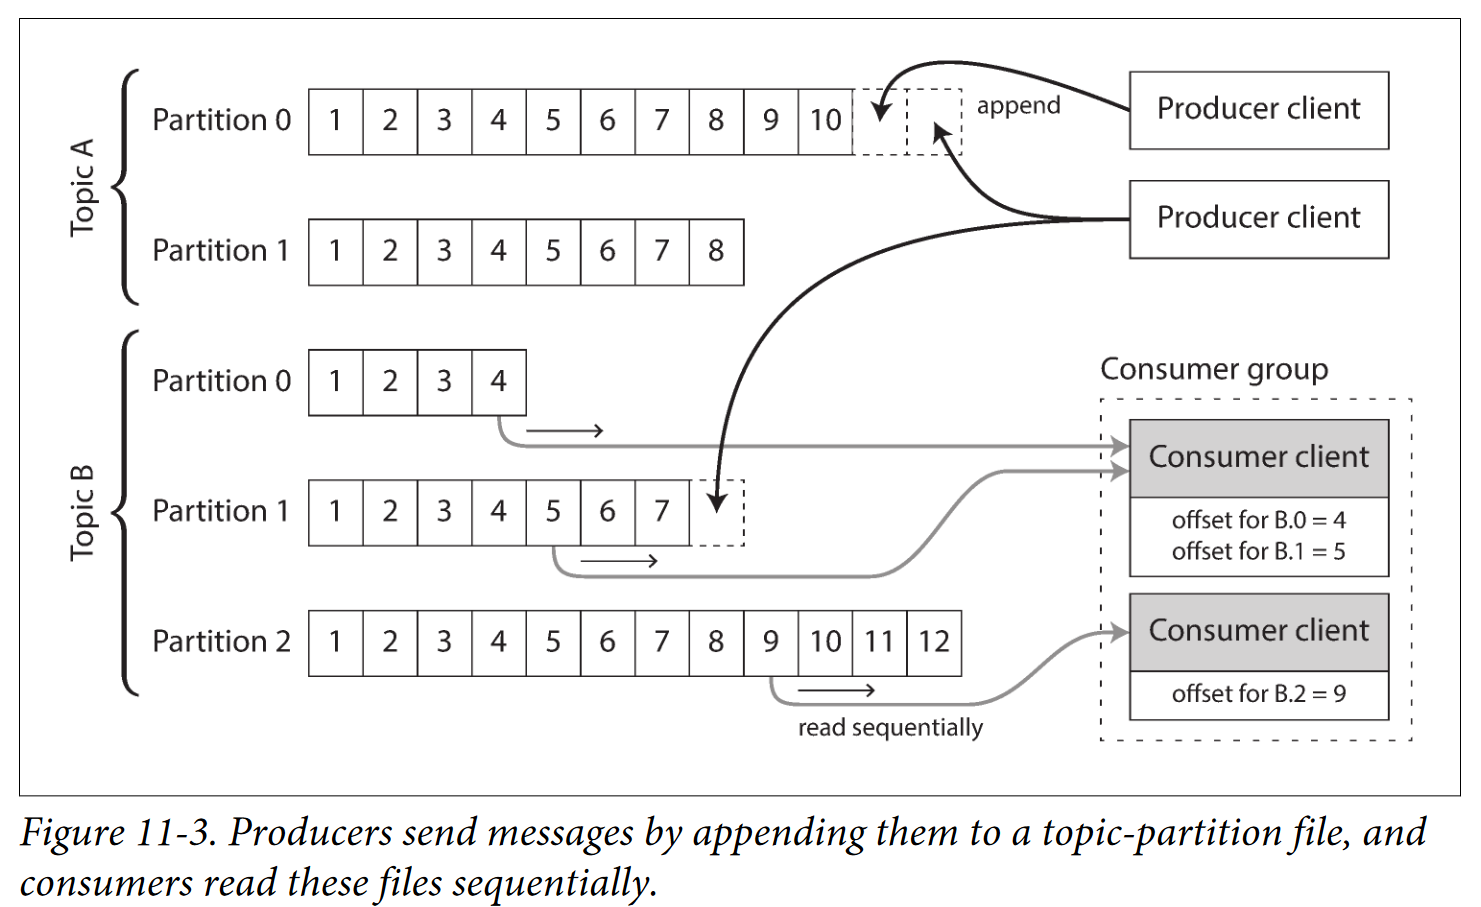 Topic A
Partition 0 1 2 3 4 5 6 7 8 9 10
append
Producer client
Producer client
Partition 1 1 2 3 4 5 6 7 8
Topic B
Partition 0 1 2 3 4
Partition 1 1 2 3 4 5 6 7
Partition 2 1 2 3 4 5 6 7 8 9 10 11 12
read sequentially
Consumer group
Consumer client
offset for B.0 = 4
offset for B.1 = 5
Consumer client
offset for B.2 = 9
Figure 11-3. Producers send messages by appending them to a topic-partition file, and
consumers read these files sequentially.